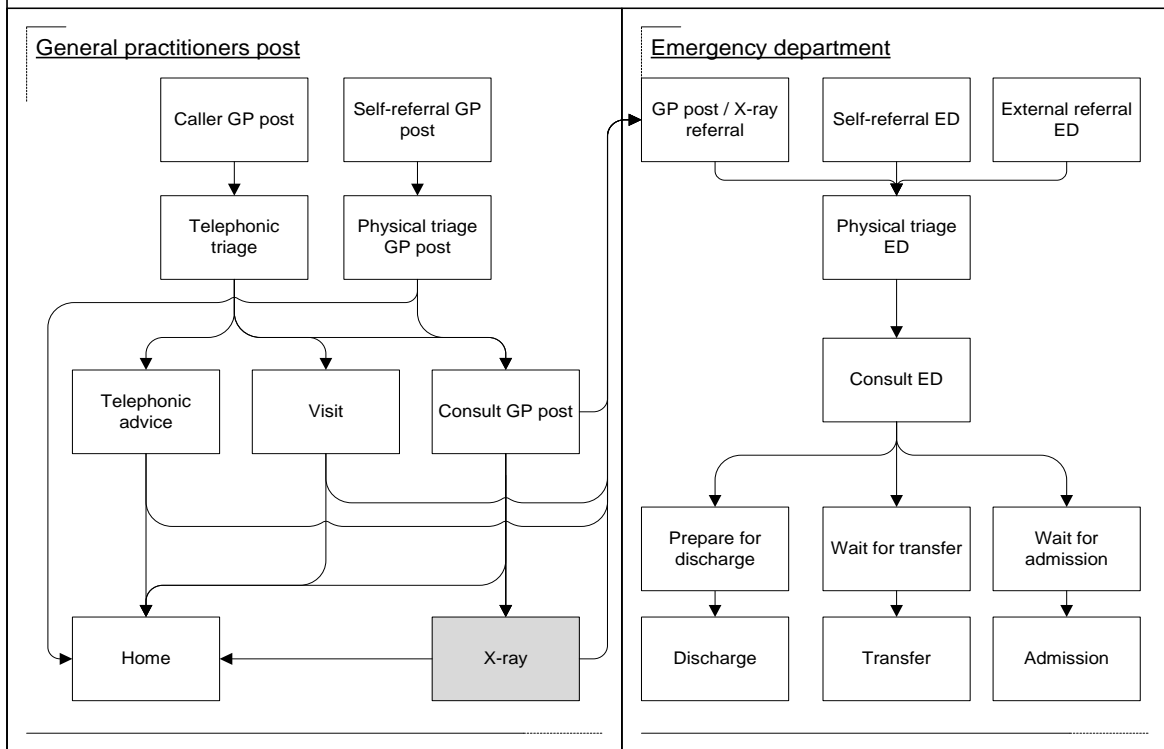 General practitioners post
Caller GP post
Self-referral GP
post
Telephonic
triage
Physical triage
GP post
Telephonic
advice
Visit
Consult GP post
Home
X-ray
Emergency department
GP post / X-ray
referral
Self-referral ED
External referral
ED
Physical triage
ED
Consult ED
Prepare for
discharge
Wait for transfer
Wait for
admission
Discharge
Transfer
Admission